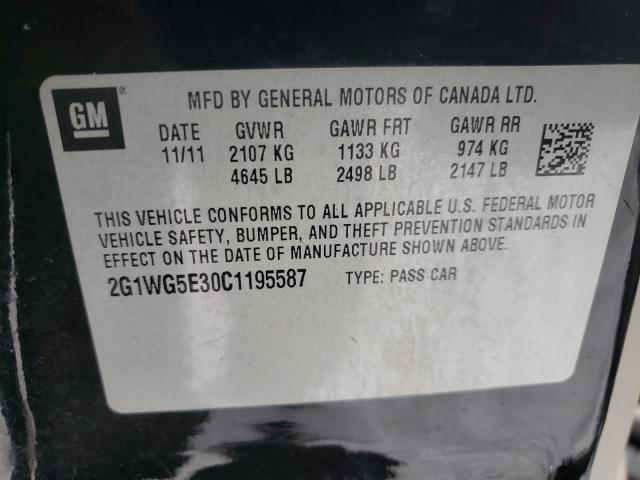 GM®
MFD BY GENERAL MOTORS OF CANADA LTD.
DATE GVWR GAWR FRT GAWR RR
11/11 2107 KG 1133 KG 974 KG
4645 LB 2498 LB 2147 LB
THIS VEHICLE CONFORMS TO ALL APPLICABLE U.S. FEDERAL MOTOR
VEHICLE SAFETY, BUMPER, AND THEFT PREVENTION STANDARDS IN
EFFECT ON THE DATE OF MANUFACTURE SHOWN ABOVE.
2G1WG5E30C1195587 TYPE: PASS CAR